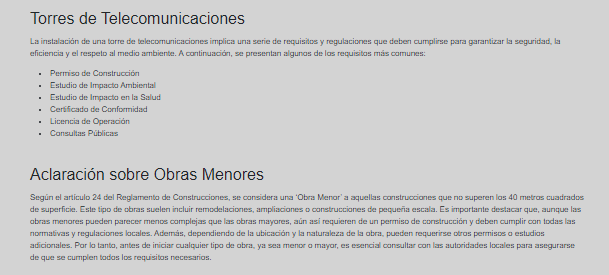 Torres de Telecomunicaciones
La instalación de una torre de telecomunicaciones implica una serie de requisitos y regulaciones que deben cumplirse para garantizar la seguridad, la
eficiencia y el respeto al medio ambiente. A continuación, se presentan algunos de los requisitos más comunes:
• Permiso de Construcción
• Estudio de Impacto Ambiental
• Estudio de Impacto en la Salud
• Certificado de Conformidad
• Licencia de Operación
• Consultas Públicas
Aclaración sobre Obras Menores
Según el artículo 24 del Reglamento de Construcciones, se considera una 'Obra Menor' a aquellas construcciones que no superen los 40 metros cuadrados
de superficie. Este tipo de obras suelen incluir remodelaciones, ampliaciones o construcciones de pequeña escala. Es importante destacar que, aunque las
obras menores pueden parecer menos complejas que las obras mayores, aún así requieren de un permiso de construcción y deben cumplir con todas las
normativas y regulaciones locales. Además, dependiendo de la ubicación y la naturaleza de la obra, pueden requerirse otros permisos o estudios
adicionales. Por lo tanto, antes de iniciar cualquier tipo de obra, ya sea menor o mayor, es esencial consultar con las autoridades locales para asegurarse
de que se cumplen todos los requisitos necesarios.